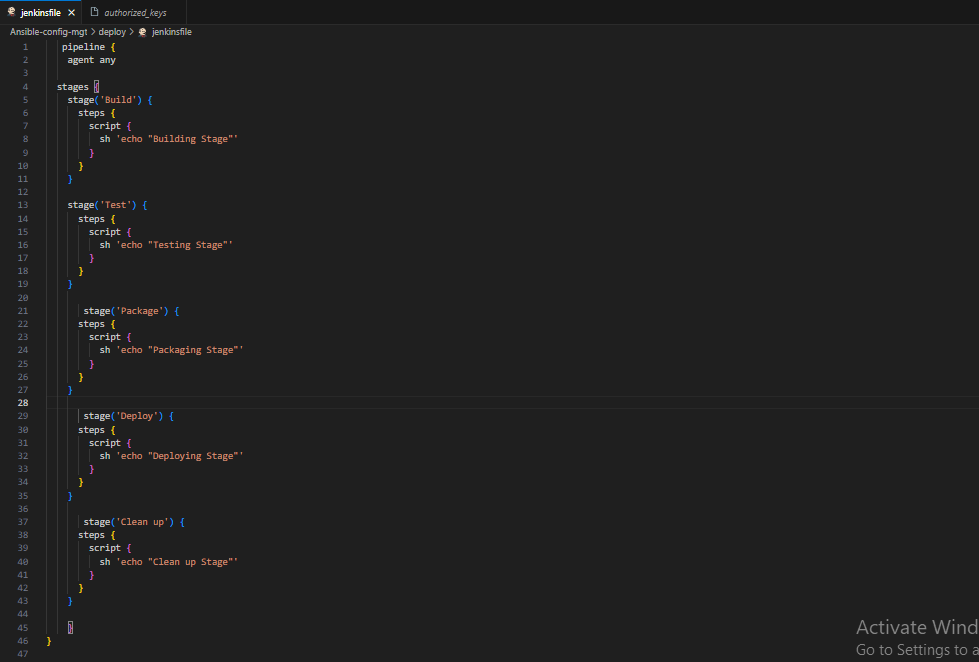 jenkinsfile ×  authorized_keys
Ansible-config-mgt > deploy > jenkinsfile
1 pipeline {
2 agent any
3
4 stages {
5 stage('Build') {
6 steps {
7 script {
8 sh 'echo "Building Stage"'
9 }
10 }
11 }
12
13 stage('Test') {
14 steps {
15 script {
16 sh 'echo "Testing Stage"'
17 }
18 }
19 }
20
21 stage('Package') {
22 steps {
23 script {
24 sh 'echo "Packaging Stage"'
25 }
26 }
27 }
28
29 stage('Deploy') {
30 steps {
31 script {
32 sh 'echo "Deploying Stage"'
33 }
34 }
35 }
36
37 stage('Clean up') {
38 steps {
39 script {
40 sh 'echo "Clean up Stage"'
41 }
42 }
43 }
44
45 }
46 }
47
Activate Wind
Go to Settings to a